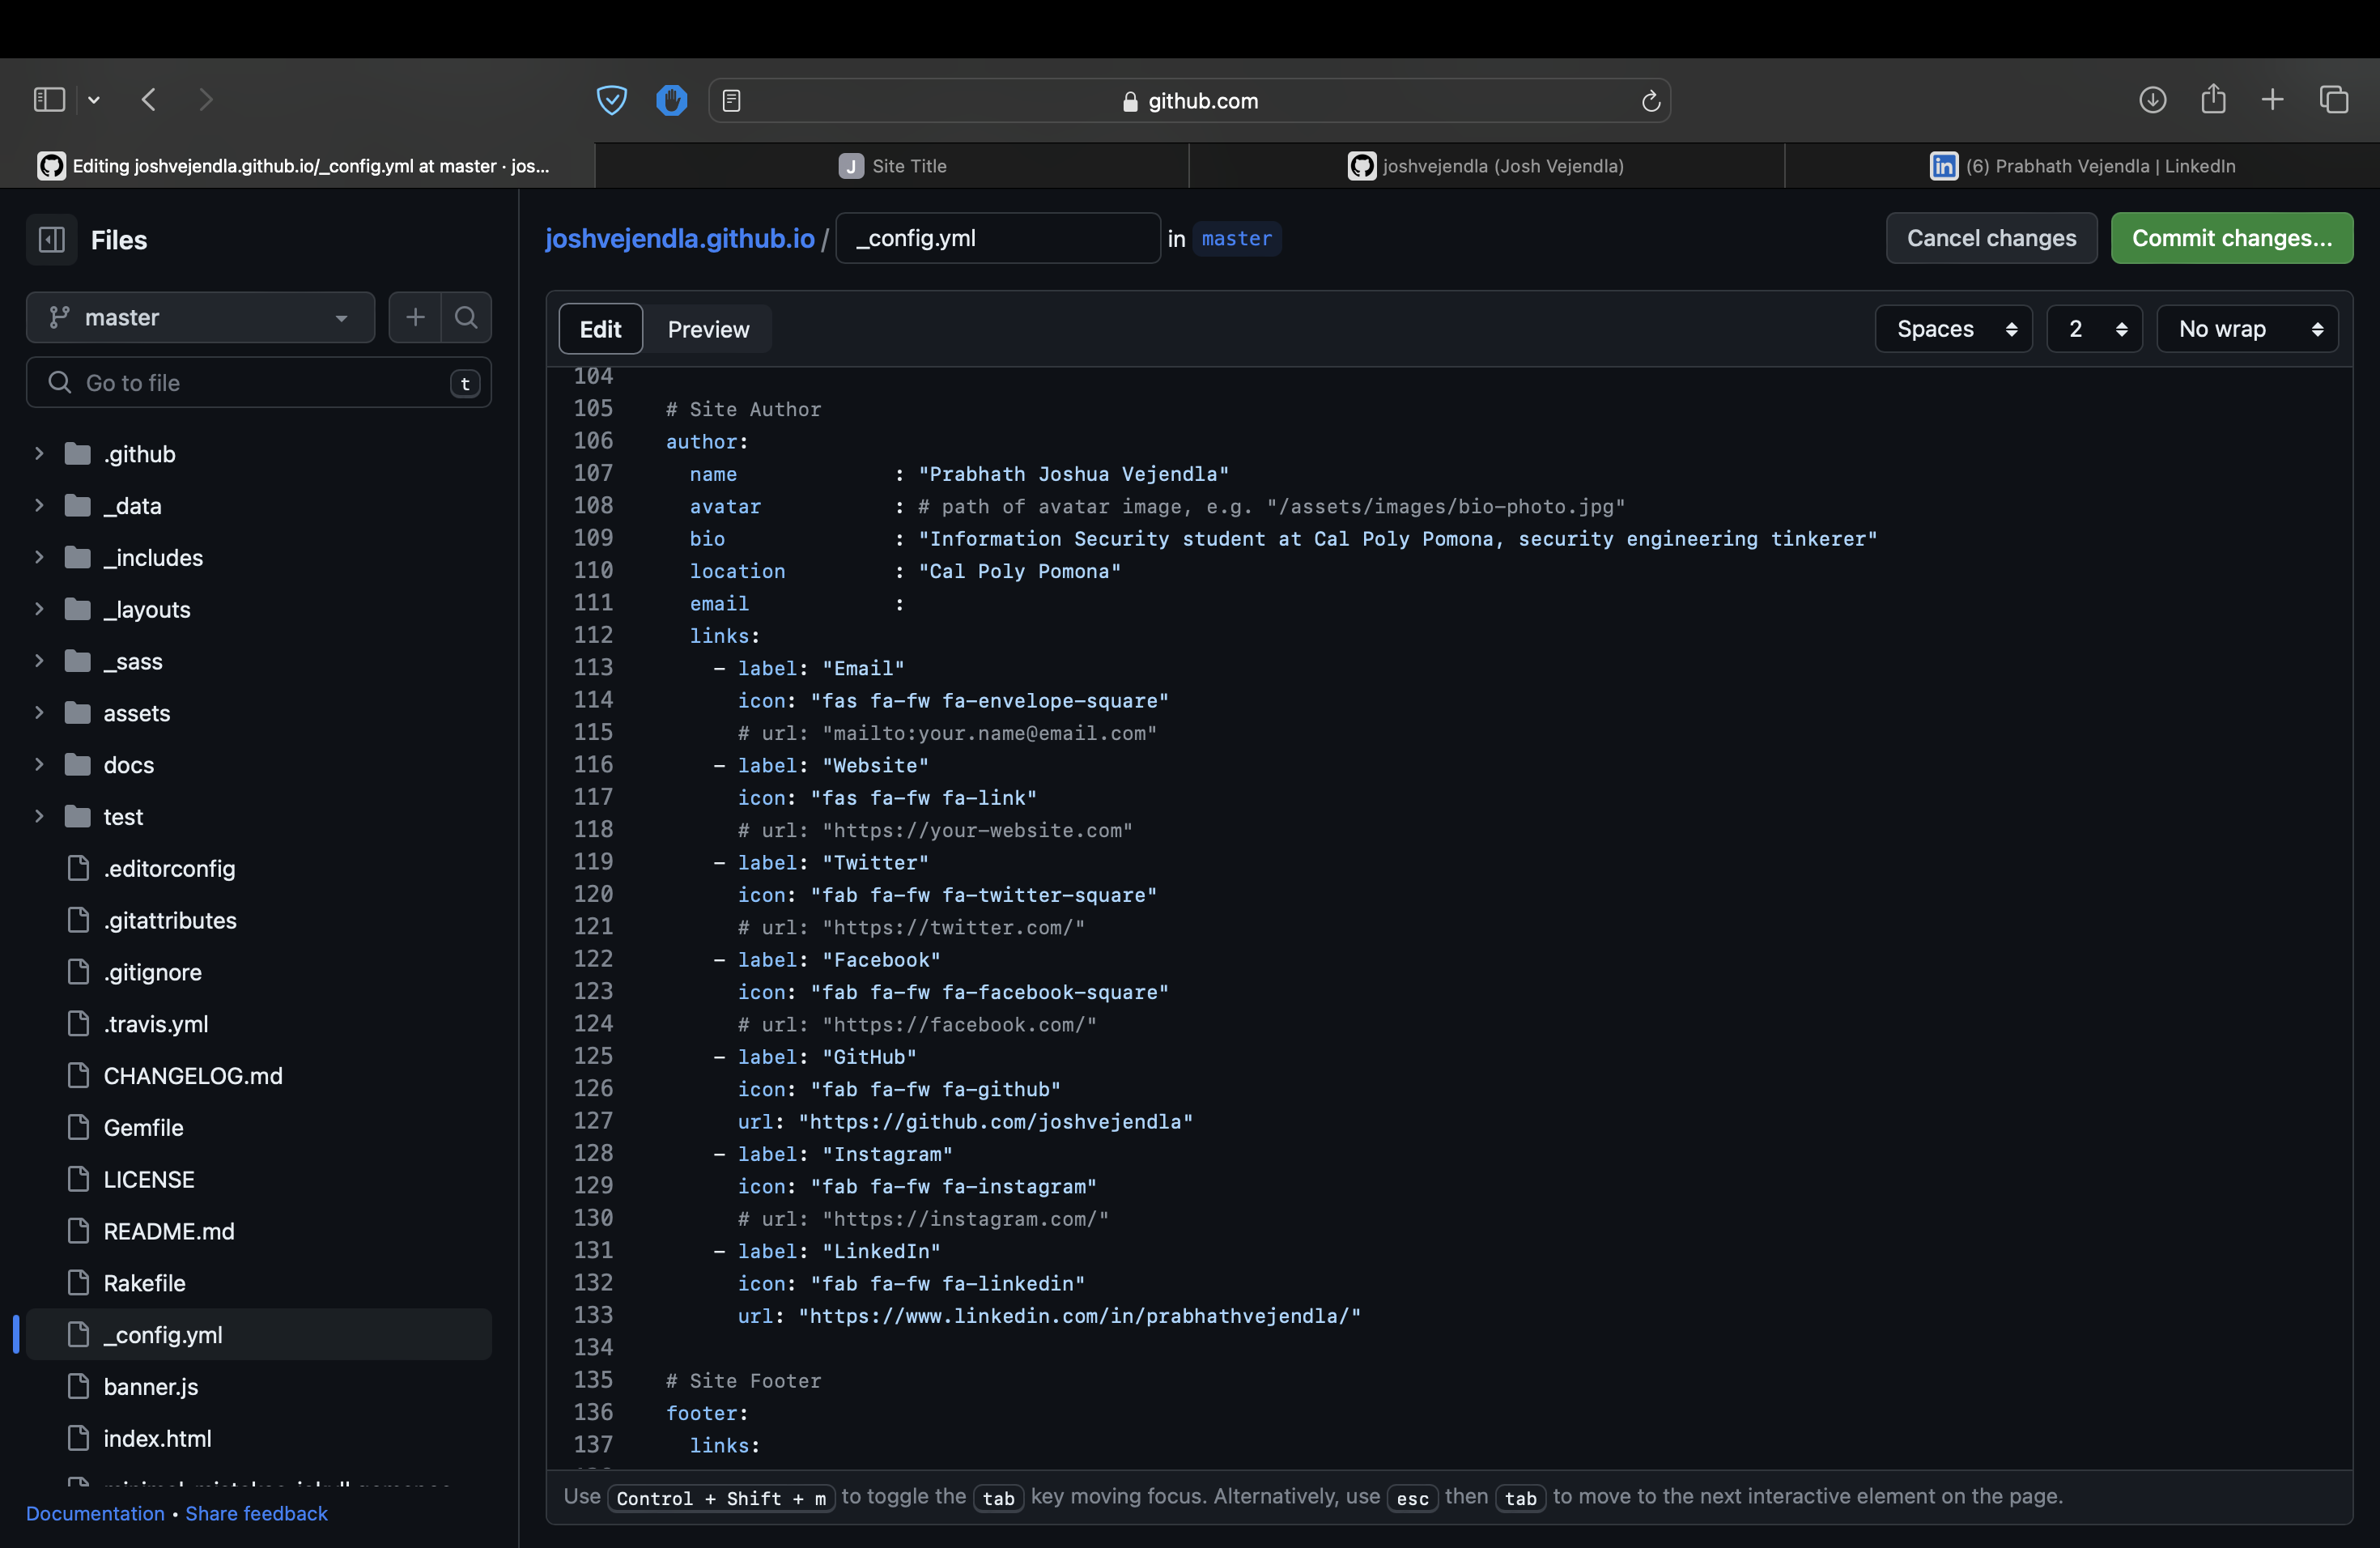 github.com
Editing joshvejendla.github.io/_config.yml at master · jos...
J Site Title
joshvejendla (Josh Vejendla)
in (6) Prabhath Vejendla | LinkedIn
Files
joshvejendla.github.io / _config.yml in master
Cancel changes
Commit changes...
master
Go to file t
.github
_data
_includes
_layouts
_sass
assets
docs
test
.editorconfig
.gitattributes
.gitignore
.travis.yml
CHANGELOG.md
Gemfile
LICENSE
README.md
Rakefile
_config.yml
banner.js
index.html
Documentation • Share feedback
Edit Preview
Spaces 2 No wrap
104
105 # Site Author
106 author:
107 name : "Prabhath Joshua Vejendla"
108 avatar : # path of avatar image, e.g. "/assets/images/bio-photo.jpg"
109 bio : "Information Security student at Cal Poly Pomona, security engineering tinkerer"
110 location : "Cal Poly Pomona"
111 email :
112 links:
113 - label: "Email"
114 icon: "fas fa-fw fa-envelope-square"
115 # url: "mailto:your.name@email.com"
116 - label: "Website"
117 icon: "fas fa-fw fa-link"
118 # url: "https://your-website.com"
119 - label: "Twitter"
120 icon: "fab fa-fw fa-twitter-square"
121 # url: "https://twitter.com/"
122 - label: "Facebook"
123 icon: "fab fa-fw fa-facebook-square"
124 # url: "https://facebook.com/"
125 - label: "GitHub"
126 icon: "fab fa-fw fa-github"
127 url: "https://github.com/joshvejendla"
128 - label: "Instagram"
129 icon: "fab fa-fw fa-instagram"
130 # url: "https://instagram.com/"
131 - label: "LinkedIn"
132 icon: "fab fa-fw fa-linkedin"
133 url: "https://www.linkedin.com/in/prabhathvejendla/"
134
135 # Site Footer
136 footer:
137 links:
Use Control + Shift + m to toggle the tab key moving focus. Alternatively, use esc then tab to move to the next interactive element on the page.